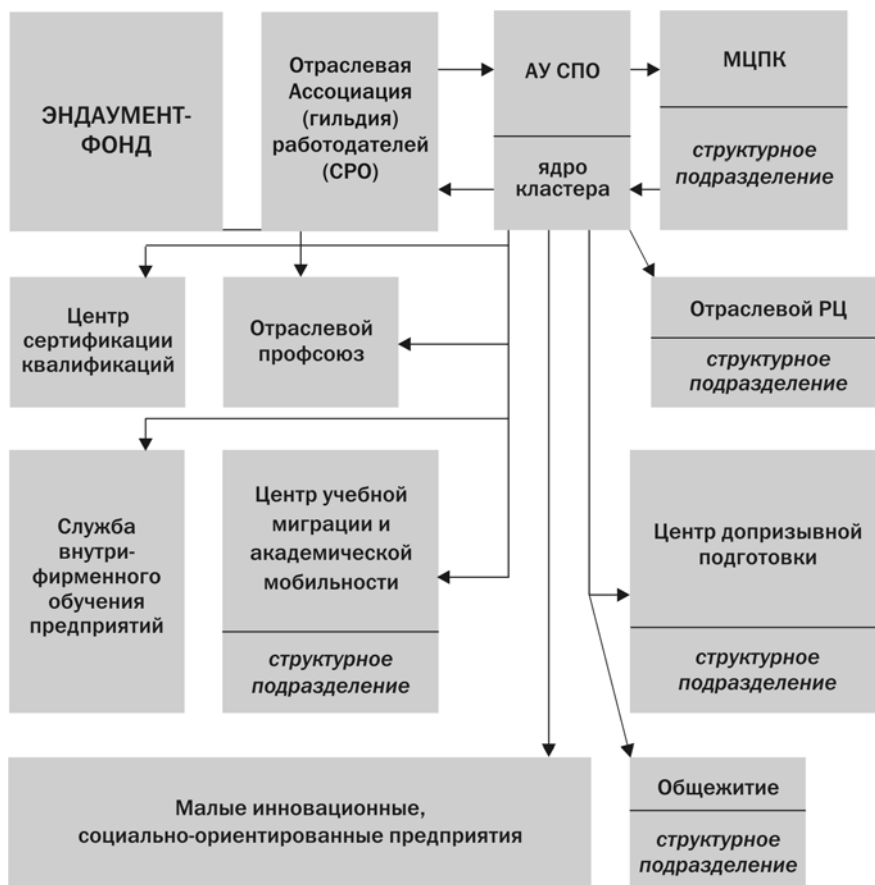 ЭНДАУМЕНТ-
ФОНД
Отраслевая
Ассоциация
(гильдия)
работодателей
(СРО)
АУ СПО
ядро
кластера
МЦПК
структурное
подразделение
Центр
сертификации
квалификаций
Отраслевой
профсоюз
Отраслевой РЦ
структурное
подразделение
Служба
внутри-
фирменного
обучения
предприятий
Центр учебной
миграции и
академической
мобильности
структурное
подразделение
Центр допризывной
подготовки
структурное
подразделение
Малые инновационные,
социально-ориентированные предприятия
Общежитие
структурное
подразделение